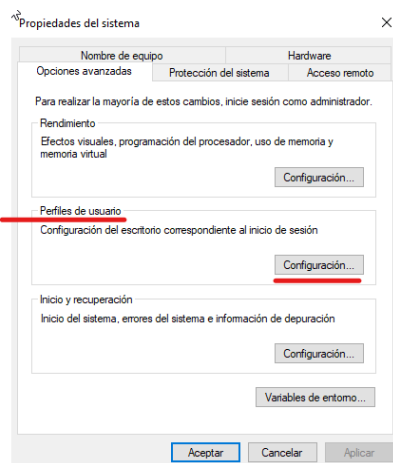 Propiedades del sistema
Nombre de equipo
Hardware
Opciones avanzadas
Protección del sistema
Acceso remoto
Para realizar la mayoría de estos cambios, inicie sesión como administrador.
Rendimiento
Efectos visuales, programación del procesador, uso de memoria y
memoria virtual
Configuración...
Perfiles de usuario
Configuración del escritorio correspondiente al inicio de sesión
Configuración...
Inicio y recuperación
Inicio del sistema, errores del sistema e información de depuración
Configuración...
Variables de entorno...
Aceptar
Cancelar
Aplicar